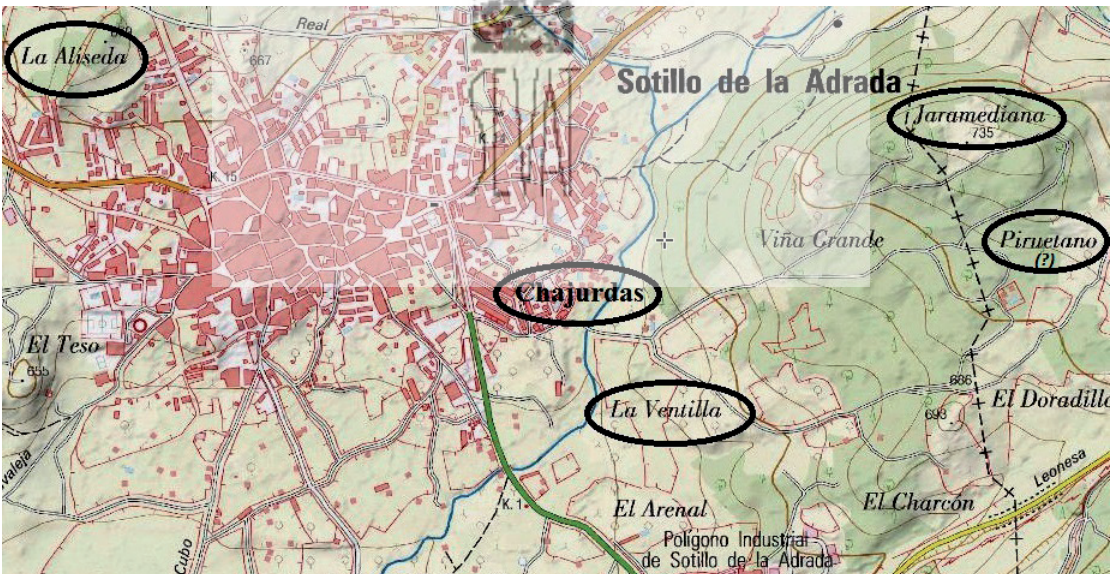 Real
La Aliseda
667
Sotillo de la Adrada
Jaramediana
735
K. 15
Viña Grande
Piruetano
(?)
Chajurdas
El Teso
655
686
La Ventilla
693
El Doradillo
Leonesa
K. 1
El Arenal
El Charcón
Polígono Industrial
de Sotillo de la Adrada
Cubo